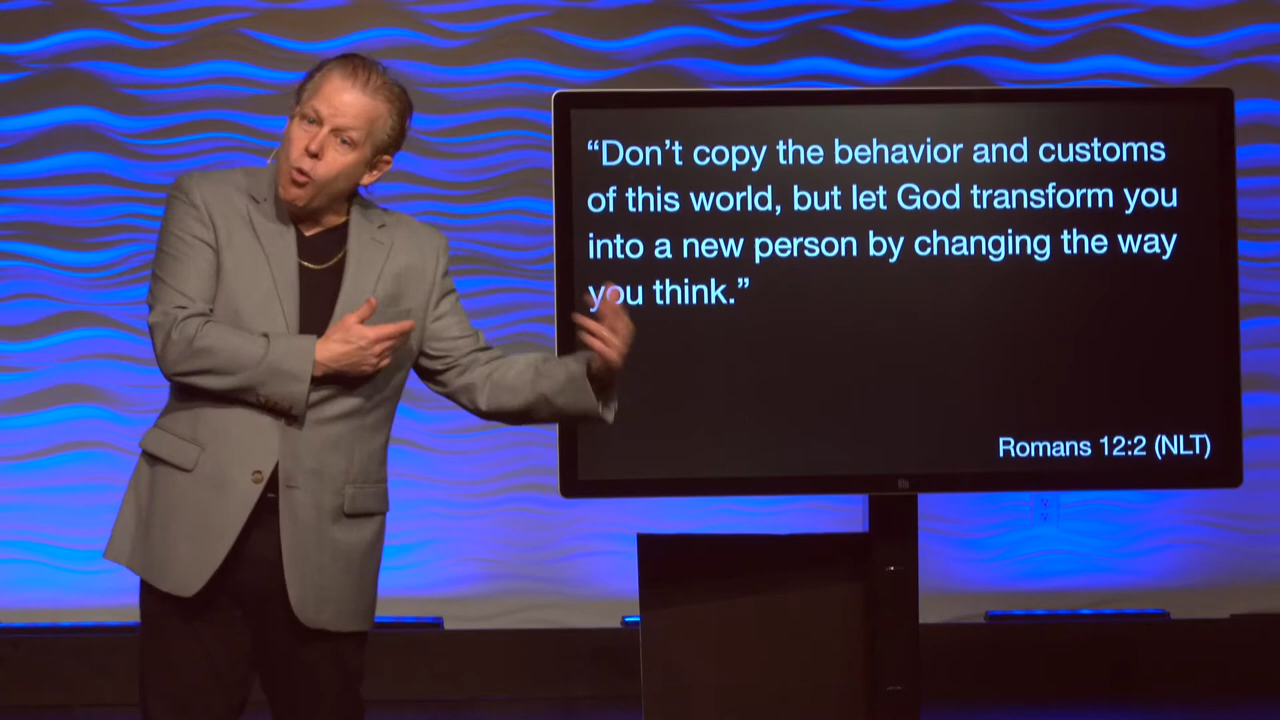 “Don’t copy the behavior and customs
of this world, but let God transform you
into a new person by changing the way
you think.”
Romans 12:2 (NLT)
elo